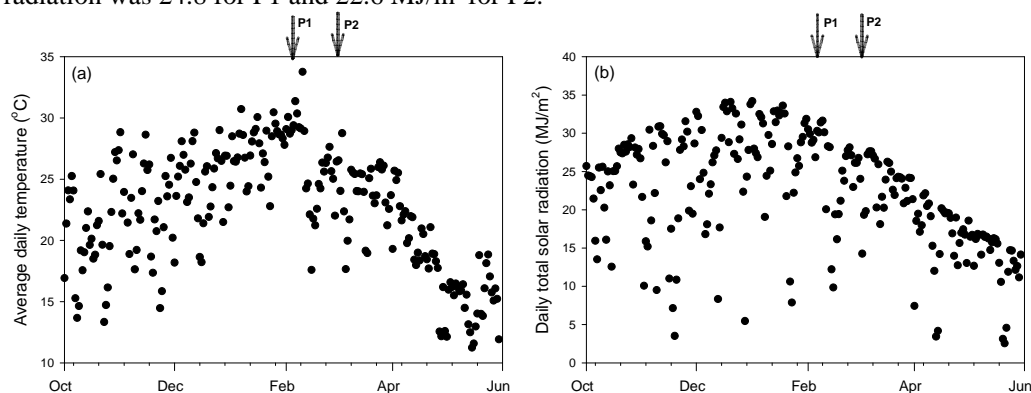 radiation was 24.8 for P1 and 22.6 MJ/m² for P2.
P1 P2
P1 P2
(a)
35
30
25
20
15
10
Average daily temperature (°C)
Oct Dec Feb Apr Jun
(b)
40
35
30
25
20
15
10
5
0
Daily total solar radiation (MJ/m²)
Oct Dec Feb Apr Jun